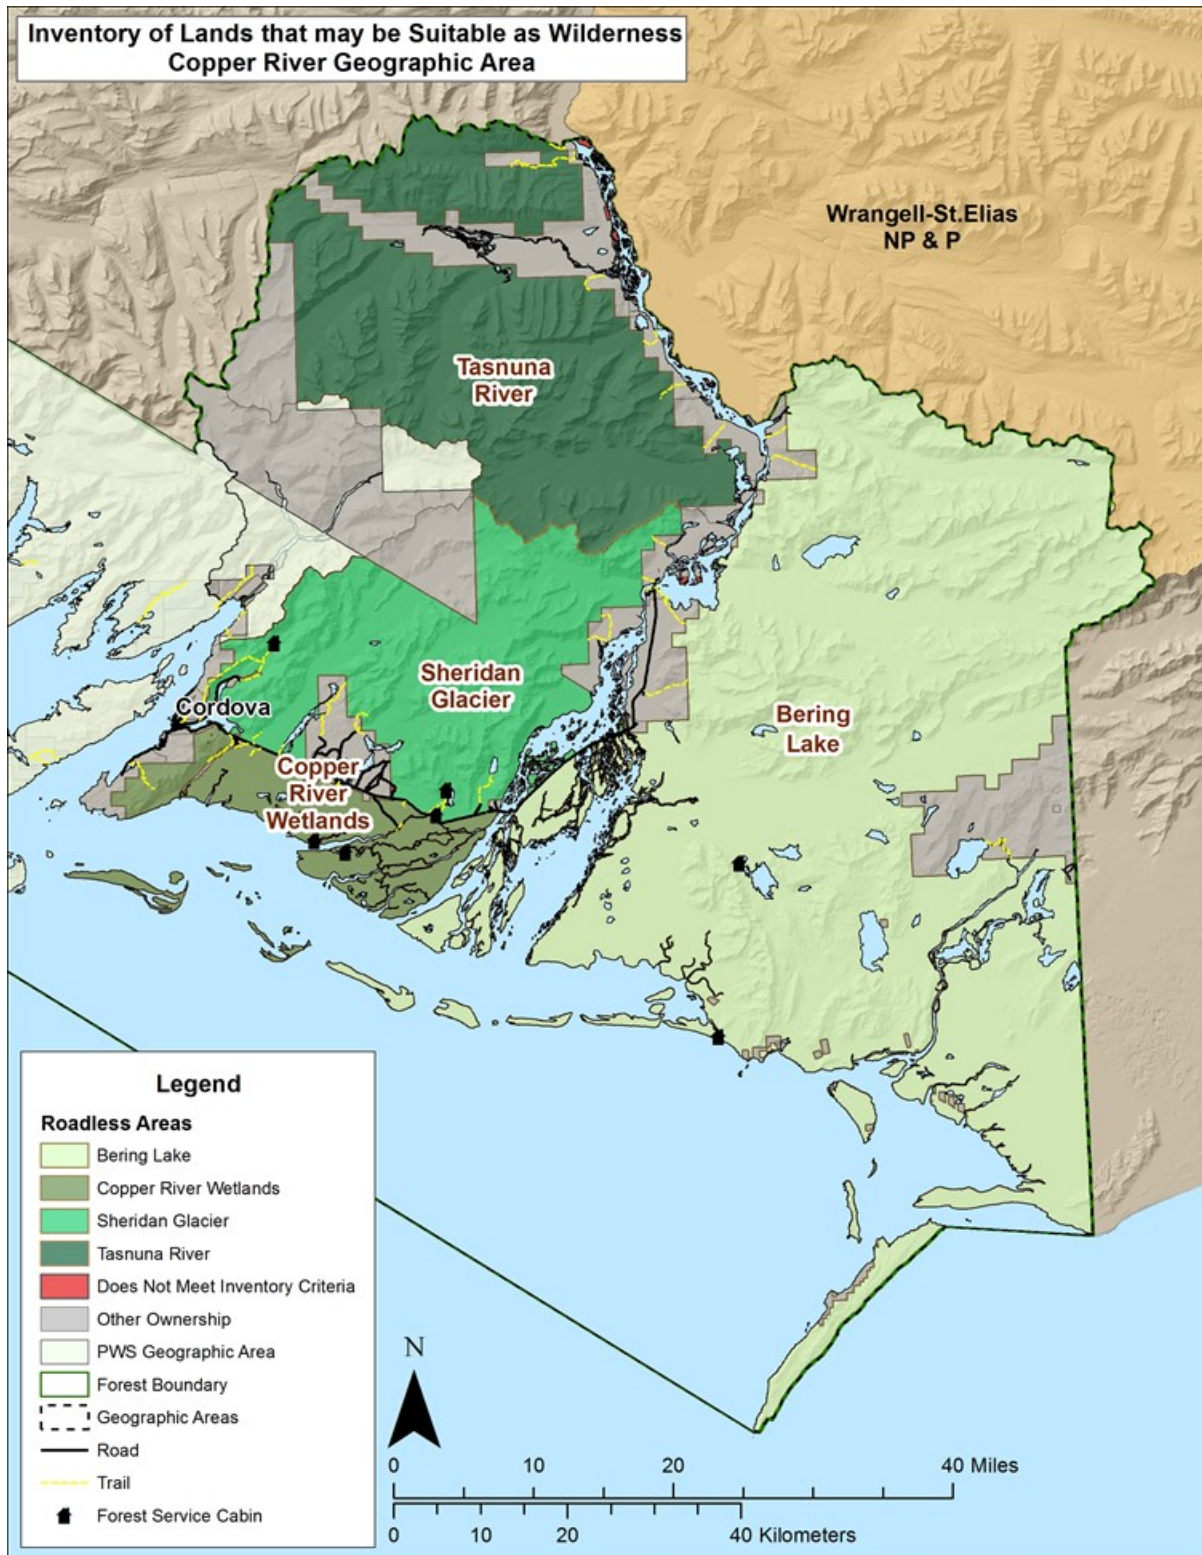 Inventory of Lands that may be Suitable as Wilderness
Copper River Geographic Area
Wrangell-St.Elias
NP & P
Tasnuna
River
Sheridan
Glacier
Cordova
Bering
Lake
Copper
River
Wetlands
Legend
Roadless Areas
Bering Lake
Copper River Wetlands
Sheridan Glacier
Tasnuna River
Does Not Meet Inventory Criteria
Other Ownership
PWS Geographic Area
Forest Boundary
Geographic Areas
Road
Trail
Forest Service Cabin
N
0 10 20 40 Miles
0 10 20 40 Kilometers